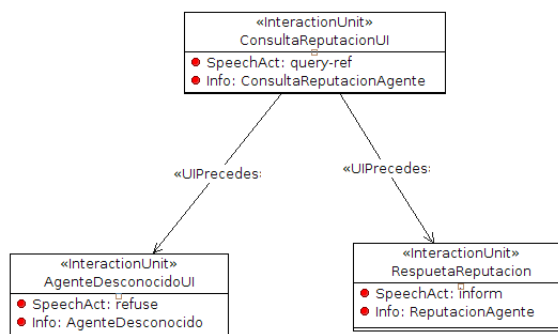 «InteractionUnit»
ConsultaReputacionUI
SpeechAct: query-ref
Info: ConsultaReputacionAgente
«UIPrecedes:
«UIPrecedes:
«InteractionUnit»
AgenteDesconocidoUI
SpeechAct: refuse
Info: AgenteDesconocido
«InteractionUnit»
RespuetaReputacion
SpeechAct: inform
Info: ReputacionAgente